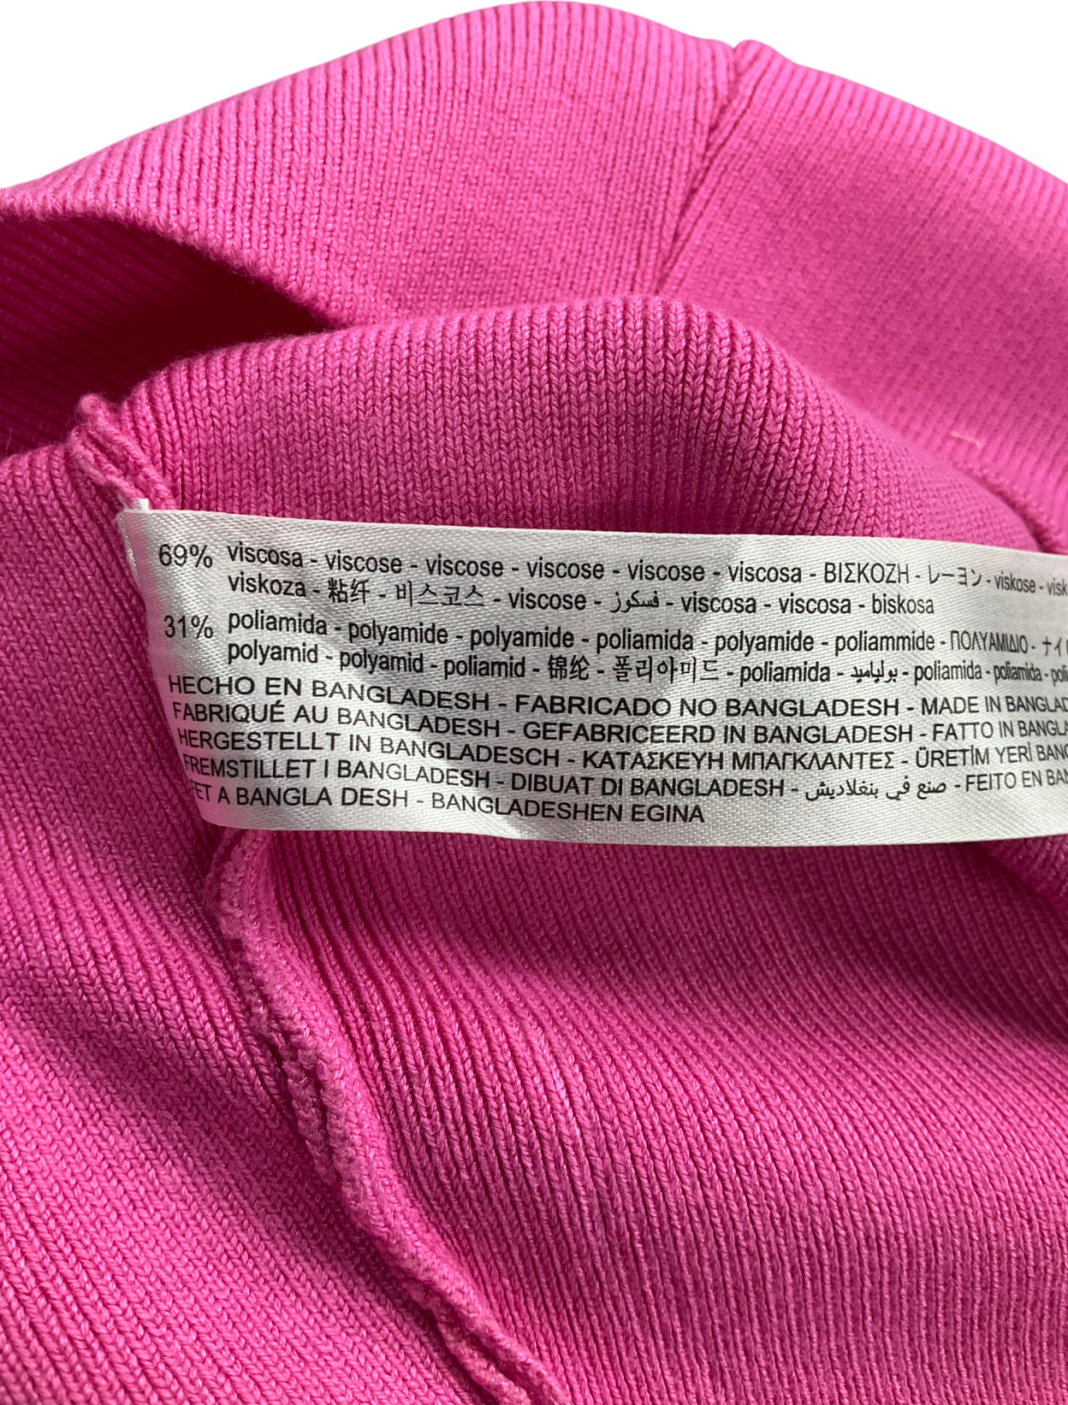 69% viscosa - viscose - viscose - viscose - viscose - viscosa - ΒΙΣΚΟΖΗ - レーヨン - viskose -
viskoza - 粘纤 - 비스코스 - viscose - فسكوز - viscosa - viscosa - biskosa
31% poliamida - polyamide - polyamide - poliamida - polyamide - poliammide - ΠΟΛΥΑΜΙΔΙΟ -
polyamid - polyamid - poliamid - 锦纶 - 폴리아미드 - poliamida - بولياميد - poliamida - poliamida -
HECHO EN BANGLADESH - FABRICADO NO BANGLADESH - MADE IN
FABRIQUÉ AU BANGLADESH - GEFABRICEERD IN BANGLADESH - FATTO IN
HERGESTELLT IN BANGLADESCH - ΚΑΤΑΣΚΕΥΗ ΜΠΑΓΚΛΑΝΤΕΣ - ÜRETİM YERİ
FREMSTILLET I BANGLADESH - DIBUAT DI BANGLADESH - صنع في بنغلاديش - FEITO EN
A BANGLA DESH - BANGLADESHEN EGINA